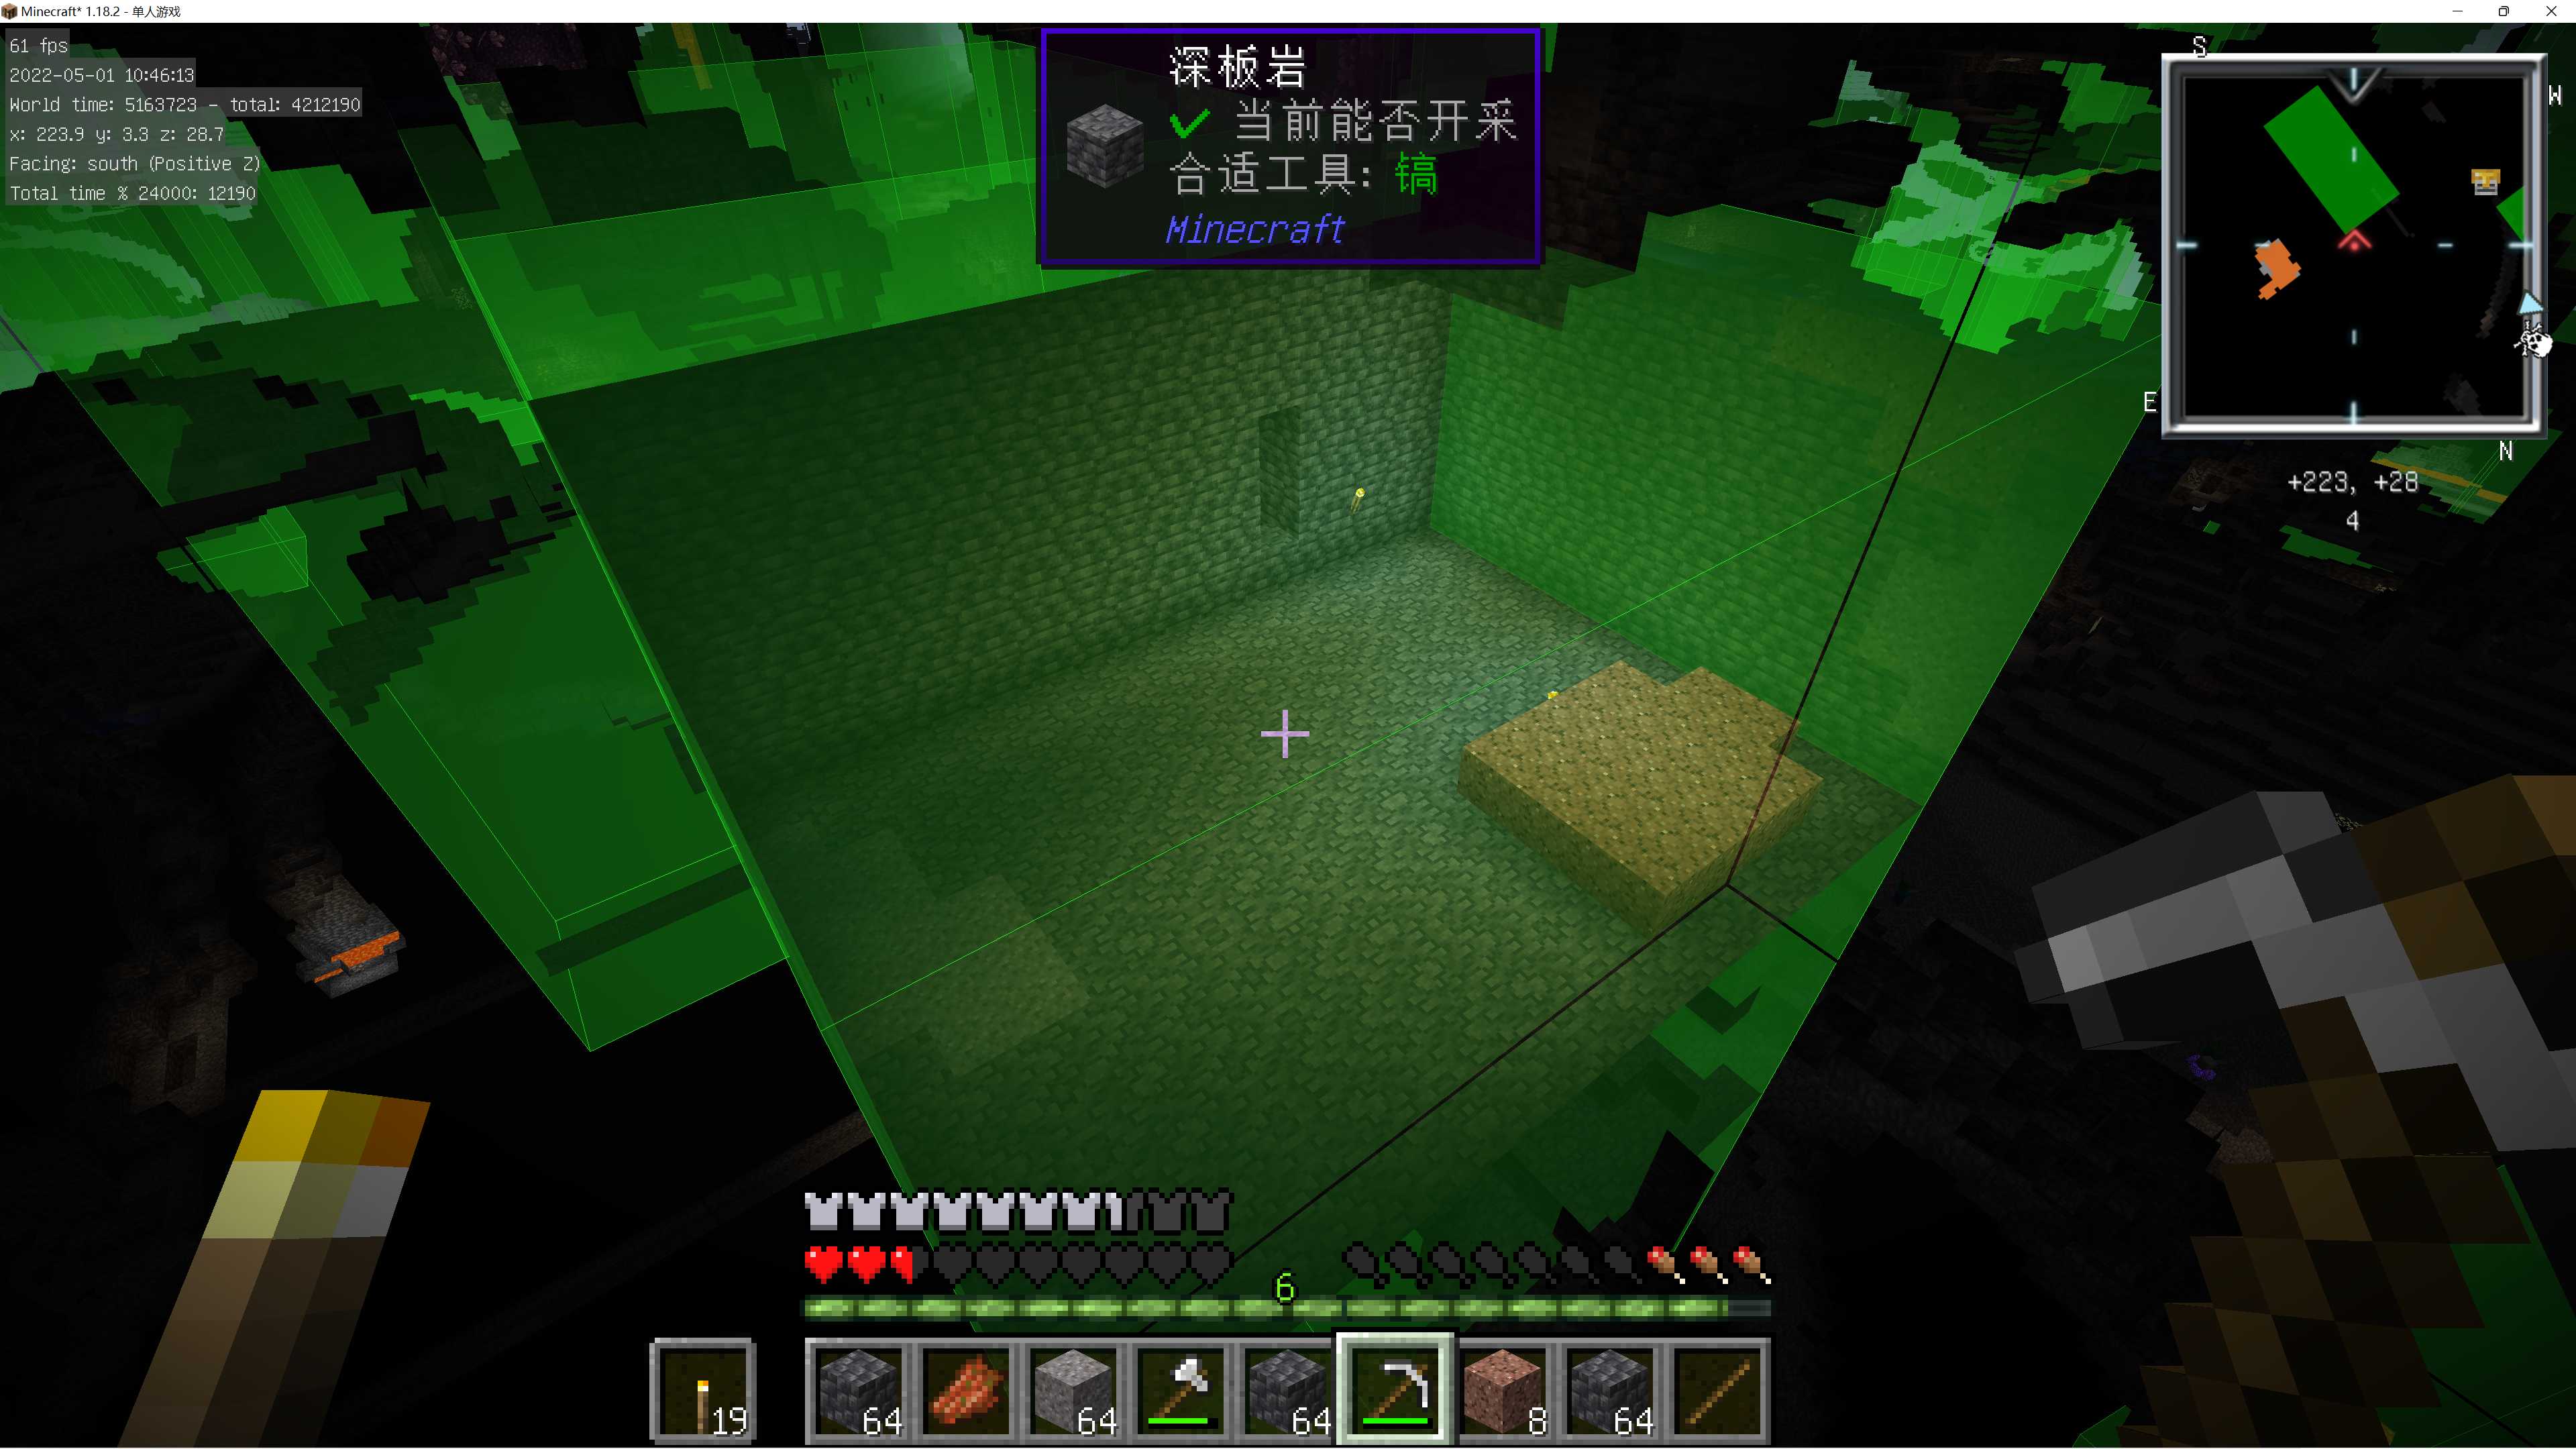 Minecraft* 1.18.2 - 单人游戏
61 fps
2022-05-01 10:46:13
World time: 5163723 - total: 4212190
x: 223.9 y: 3.3 z: 28.7
Facing: south (Positive Z)
Total time % 24000: 12190
深板岩
✔ 当前能否开采
合适工具: 镐
Minecraft
S
W
E
N
+223, +28
4
6
19
64
64
64
8
64